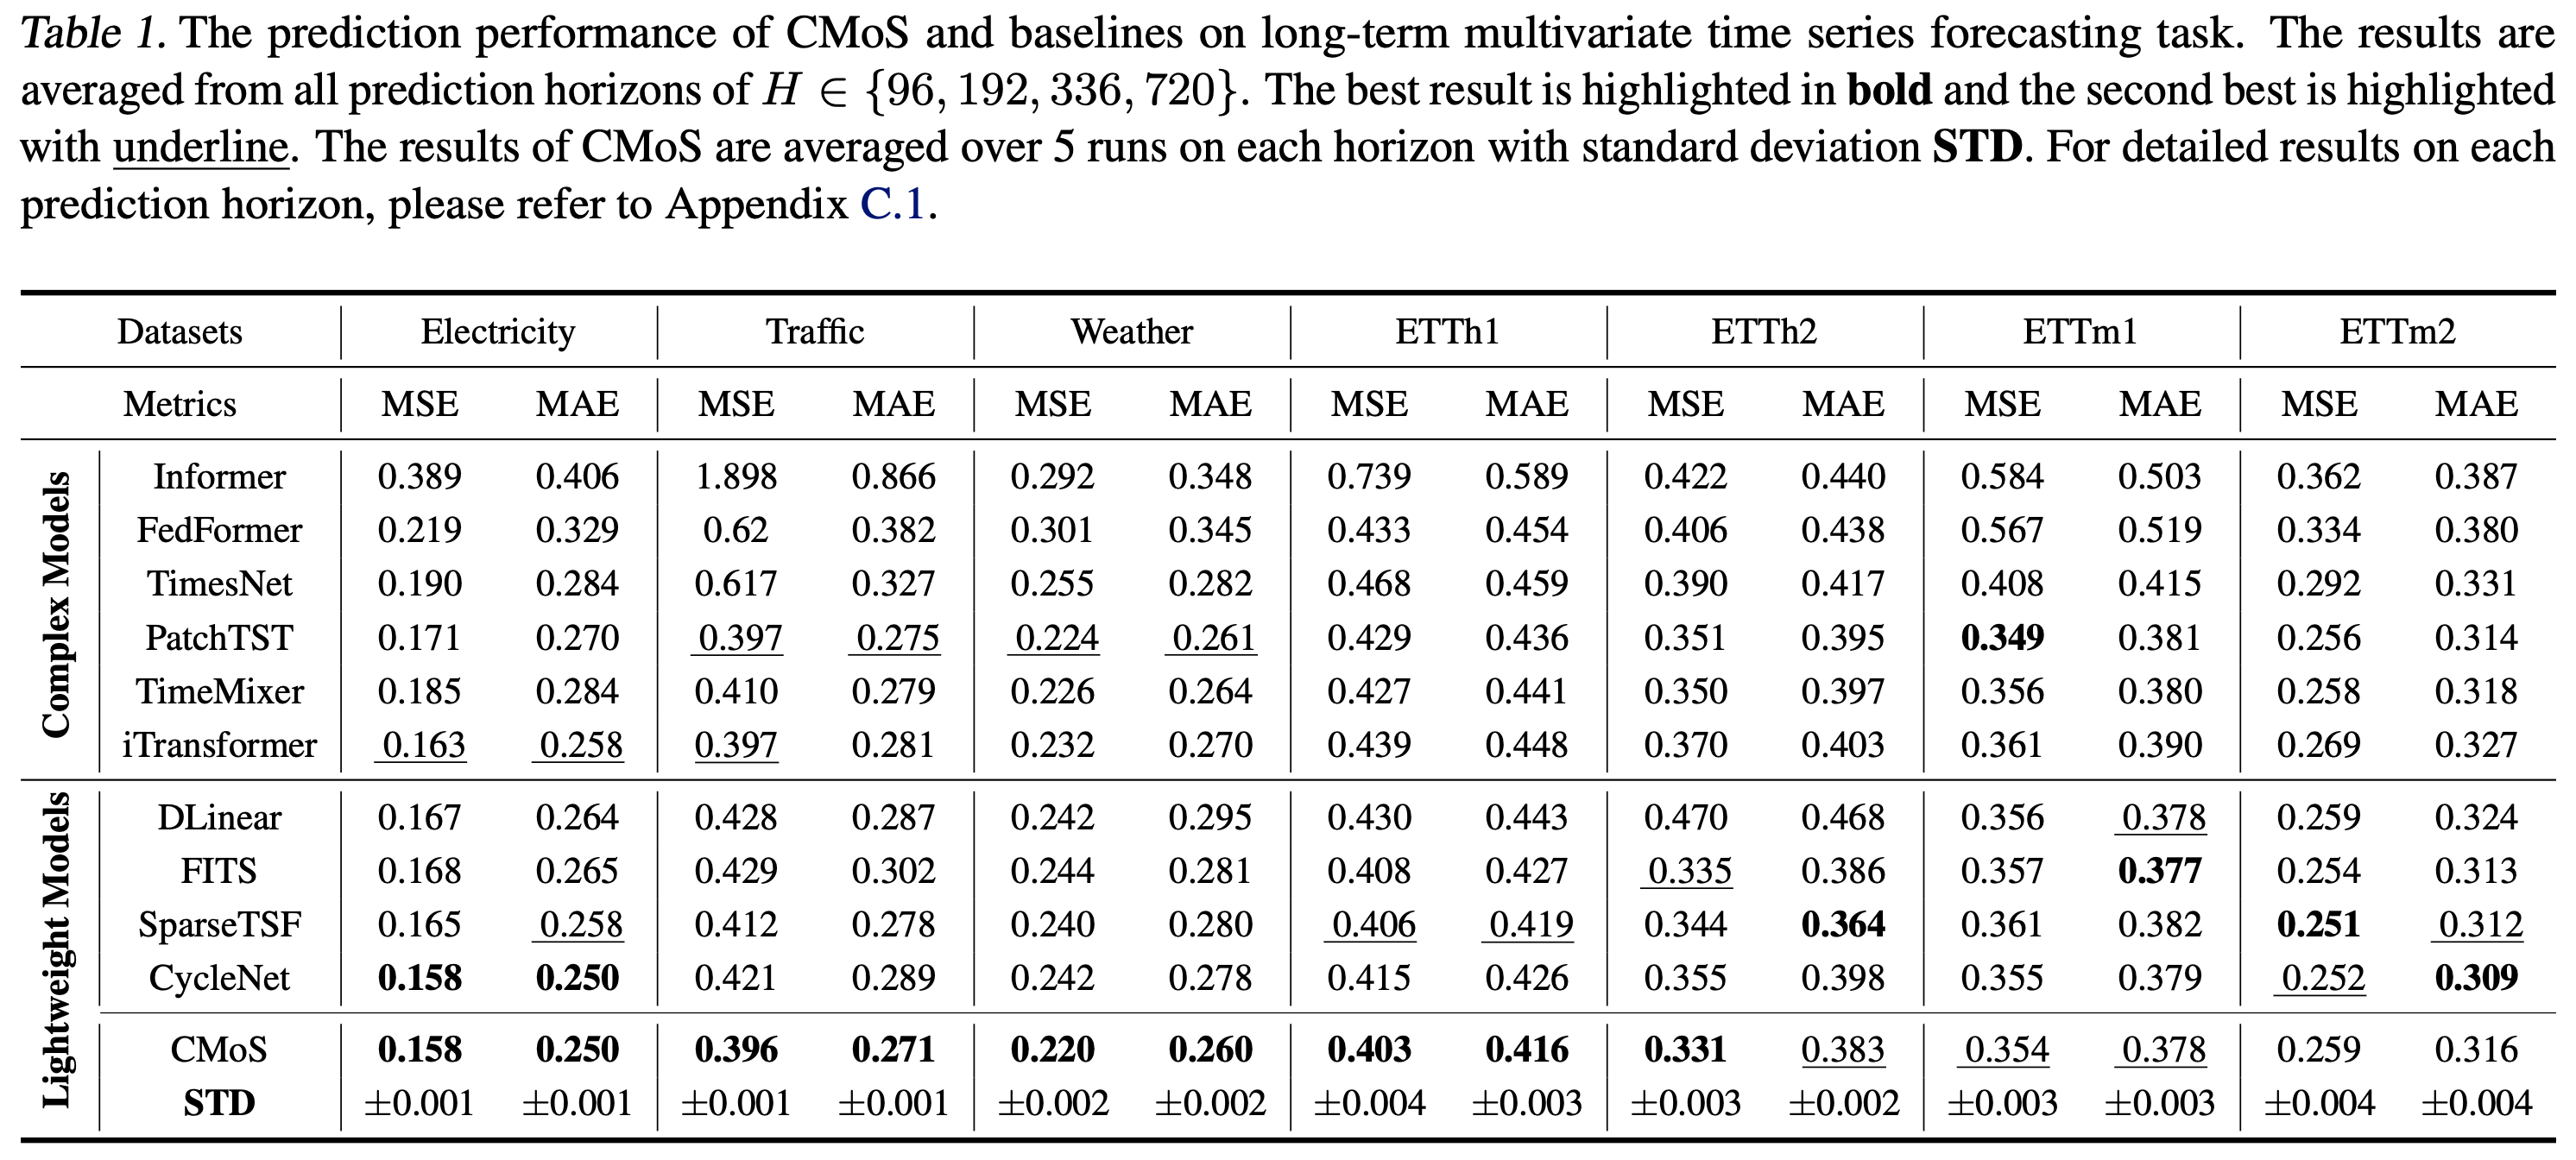 Table 1. The prediction performance of CMoS and baselines on long-term multivariate time series forecasting task. The results are
averaged from all prediction horizons of H ∈ {96, 192, 336, 720}. The best result is highlighted in bold and the second best is highlighted
with underline. The results of CMoS are averaged over 5 runs on each horizon with standard deviation STD. For detailed results on each
prediction horizon, please refer to Appendix C.1.
Datasets Electricity Traffic Weather ETTh1 ETTh2 ETTm1 ETTm2
Metrics MSE MAE MSE MAE MSE MAE MSE MAE MSE MAE MSE MAE MSE MAE
Complex Models
Informer 0.389 0.406 1.898 0.866 0.292 0.348 0.739 0.589 0.422 0.440 0.584 0.503 0.362 0.387
FedFormer 0.219 0.329 0.62 0.382 0.301 0.345 0.433 0.454 0.406 0.438 0.567 0.519 0.334 0.380
TimesNet 0.190 0.284 0.617 0.327 0.255 0.282 0.468 0.459 0.390 0.417 0.408 0.415 0.292 0.331
PatchTST 0.171 0.270 0.397 0.275 0.224 0.261 0.429 0.436 0.351 0.395 0.349 0.381 0.256 0.314
TimeMixer 0.185 0.284 0.410 0.279 0.226 0.264 0.427 0.441 0.350 0.397 0.356 0.380 0.258 0.318
iTransformer 0.163 0.258 0.397 0.281 0.232 0.270 0.439 0.448 0.370 0.403 0.361 0.390 0.269 0.327
Lightweight Models
DLinear 0.167 0.264 0.428 0.287 0.242 0.295 0.430 0.443 0.470 0.468 0.356 0.378 0.259 0.324
FITS 0.168 0.265 0.429 0.302 0.244 0.281 0.408 0.427 0.335 0.386 0.357 0.377 0.254 0.313
SparseTSF 0.165 0.258 0.412 0.278 0.240 0.280 0.406 0.419 0.344 0.364 0.361 0.382 0.251 0.312
CycleNet 0.158 0.250 0.421 0.289 0.242 0.278 0.415 0.426 0.355 0.398 0.355 0.379 0.252 0.309
CMoS 0.158 0.250 0.396 0.271 0.220 0.260 0.403 0.416 0.331 0.383 0.354 0.378 0.259 0.316
STD ±0.001 ±0.001 ±0.001 ±0.001 ±0.002 ±0.002 ±0.004 ±0.003 ±0.003 ±0.002 ±0.003 ±0.003 ±0.004 ±0.004